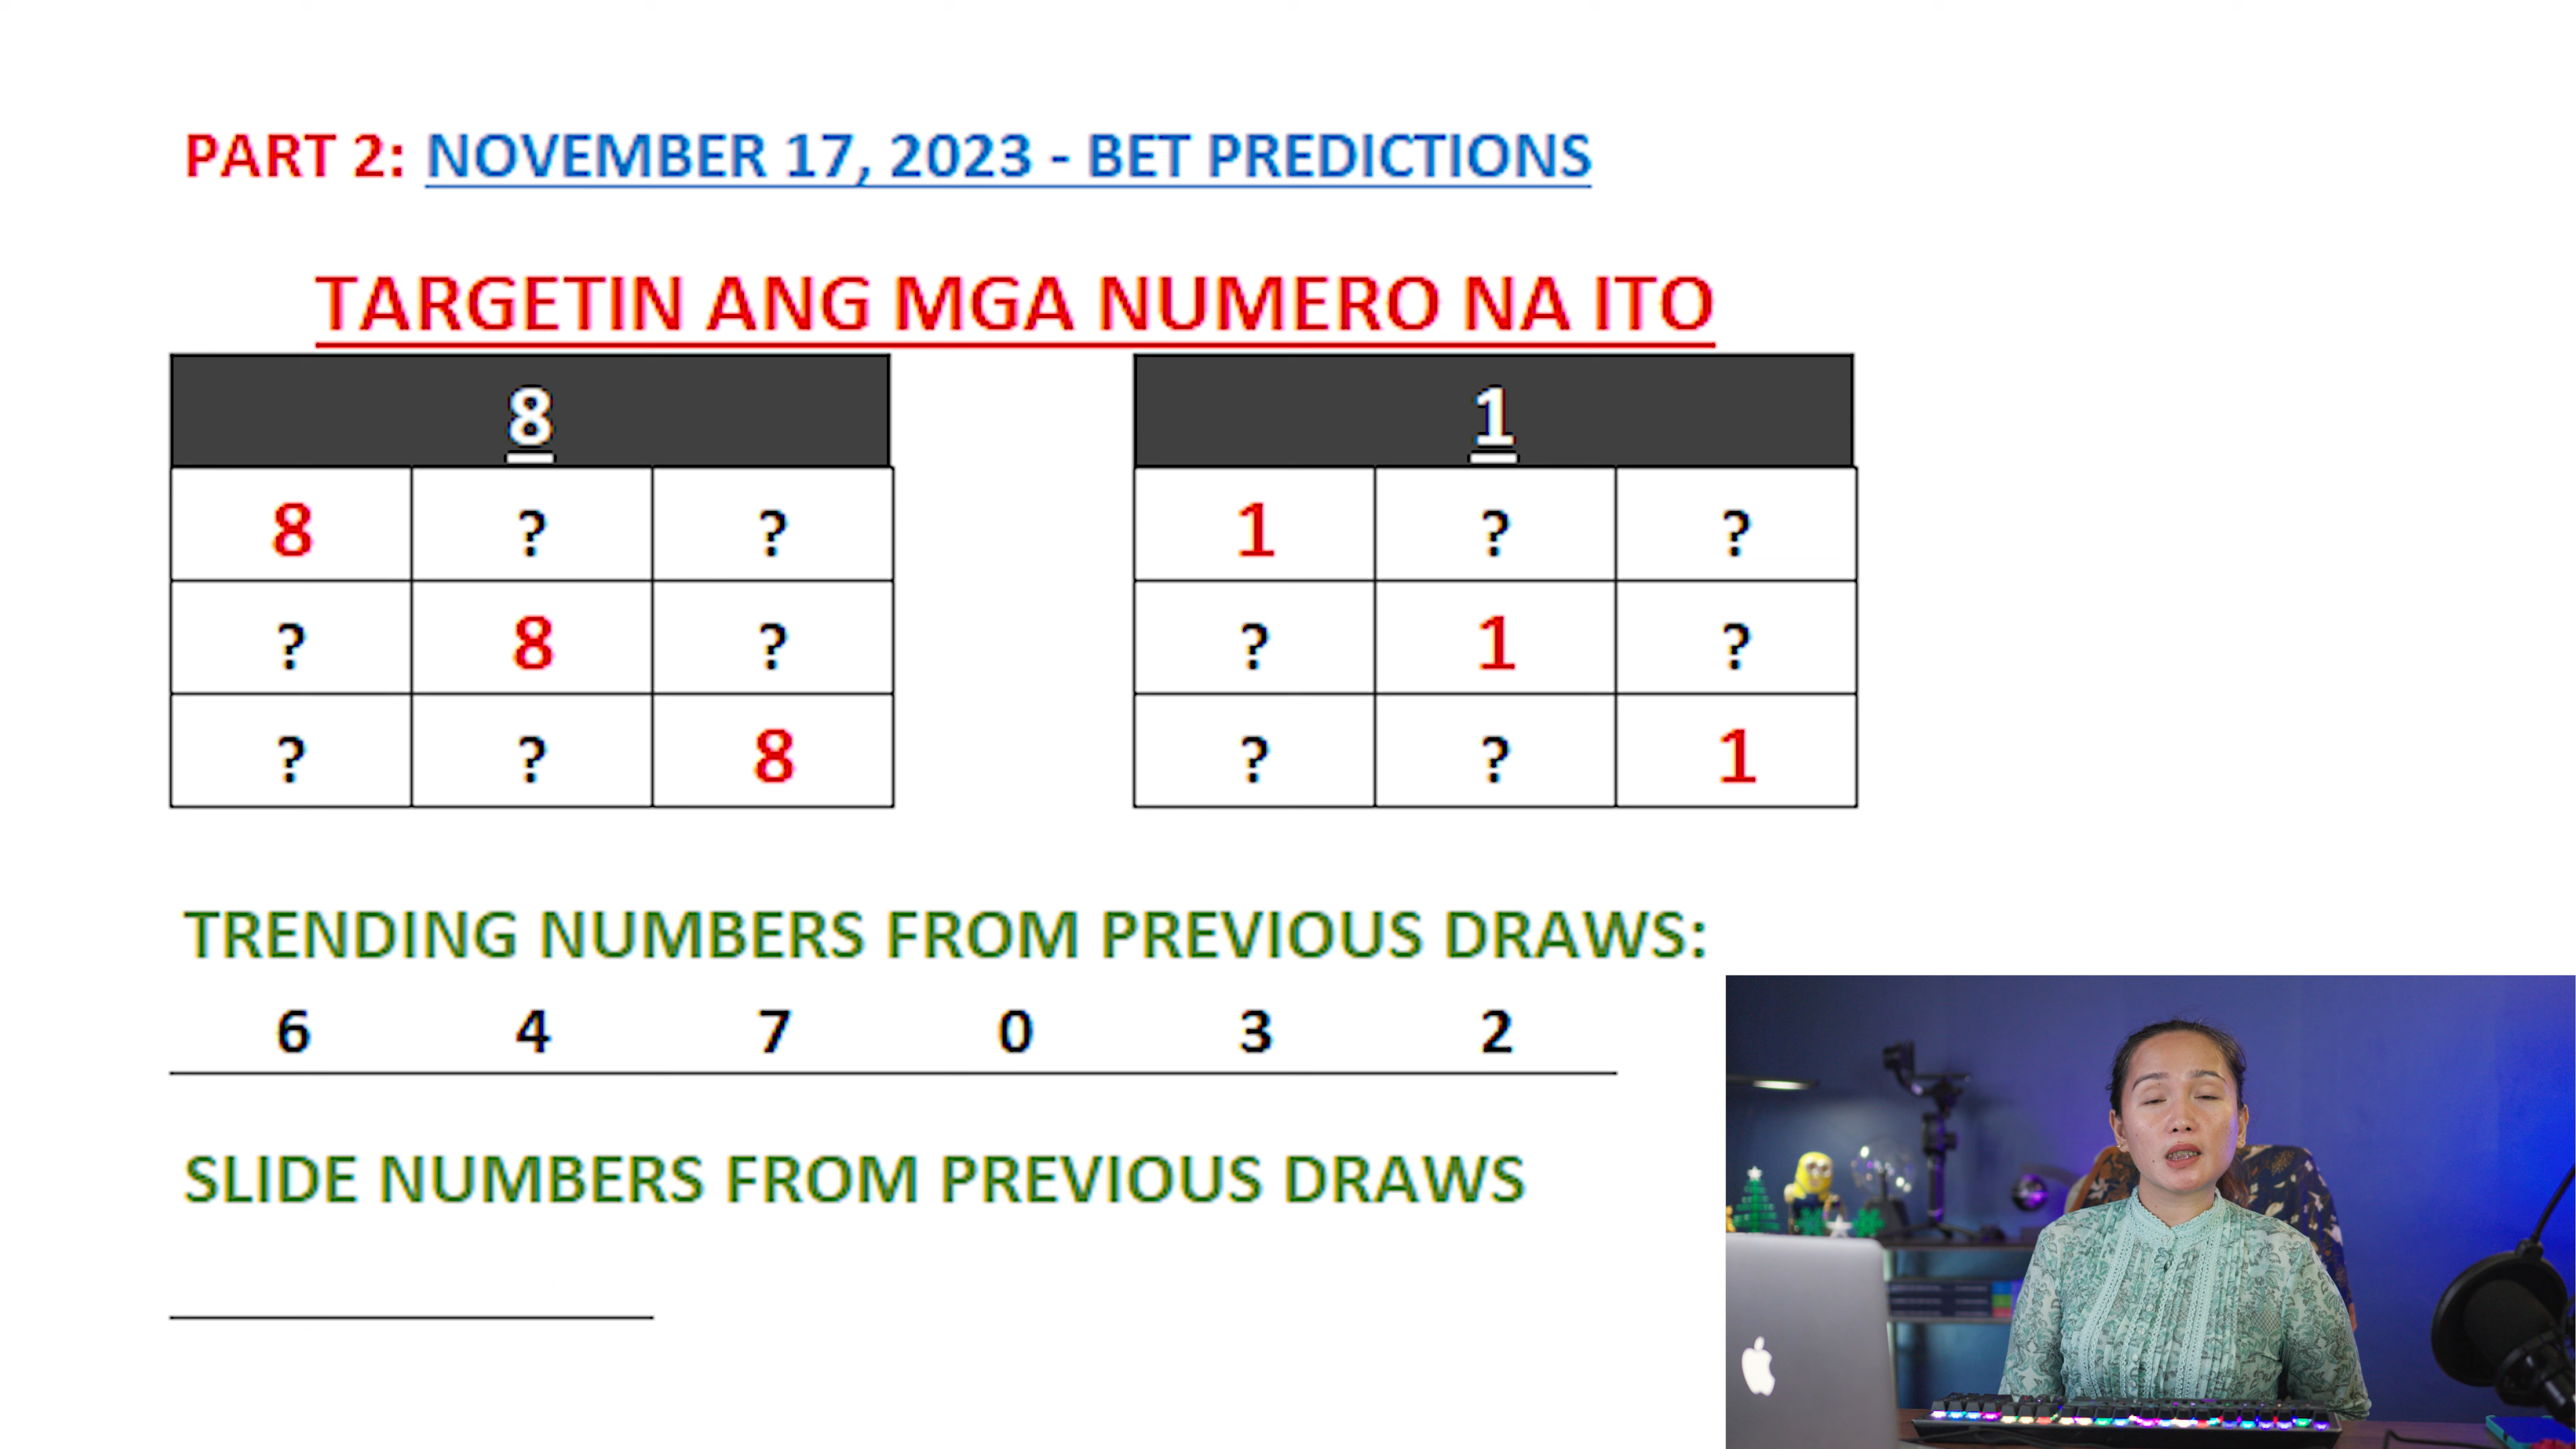 PART 2: NOVEMBER 17, 2023 - BET PREDICTIONS
TARGETIN ANG MGA NUMERO NA ITO
8
8 ? ?
? 8 ?
? ? 8
1
1 ? ?
? 1 ?
? ? 1
TRENDING NUMBERS FROM PREVIOUS DRAWS:
6 4 7 0 3 2
SLIDE NUMBERS FROM PREVIOUS DRAWS